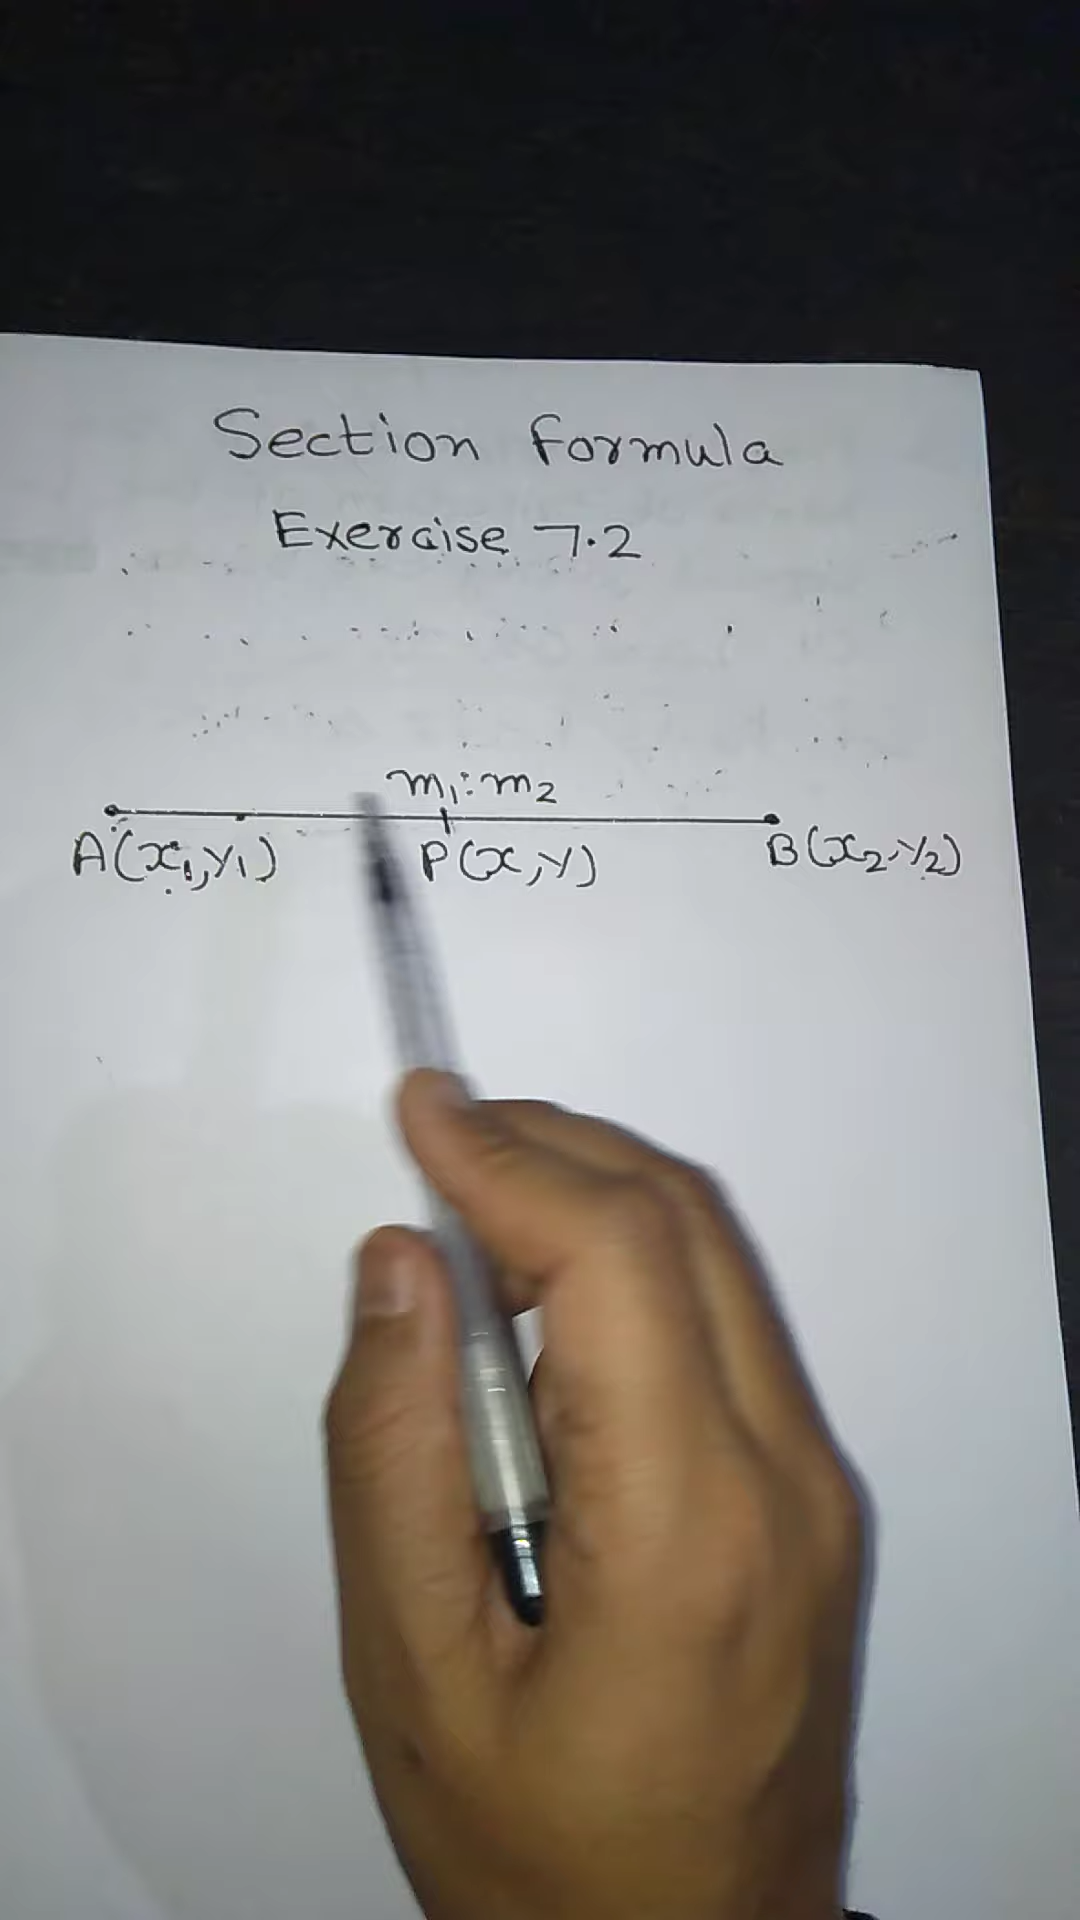 Section formula
Exercise 7.2
m₁:m₂
A(x₁,y₁) P(x,y) B(x₂,y₂)